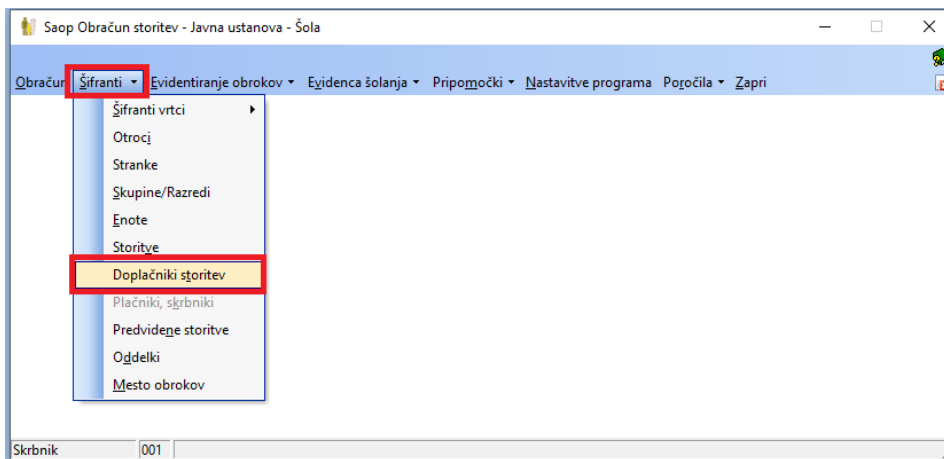 Saop Obračun storitev - Javna ustanova - Šola
Obračun Šifranti Evidentiranje obrokov Evidenca šolanja Pripomočki Nastavitve programa Poročila Zapri
Šifranti vrtci
Otroci
Stranke
Skupine/Razredi
Enote
Storitve
Doplačniki storitev
Plačniki, skrbniki
Predvidene storitve
Oddelki
Mesto obrokov
Skrbnik 001